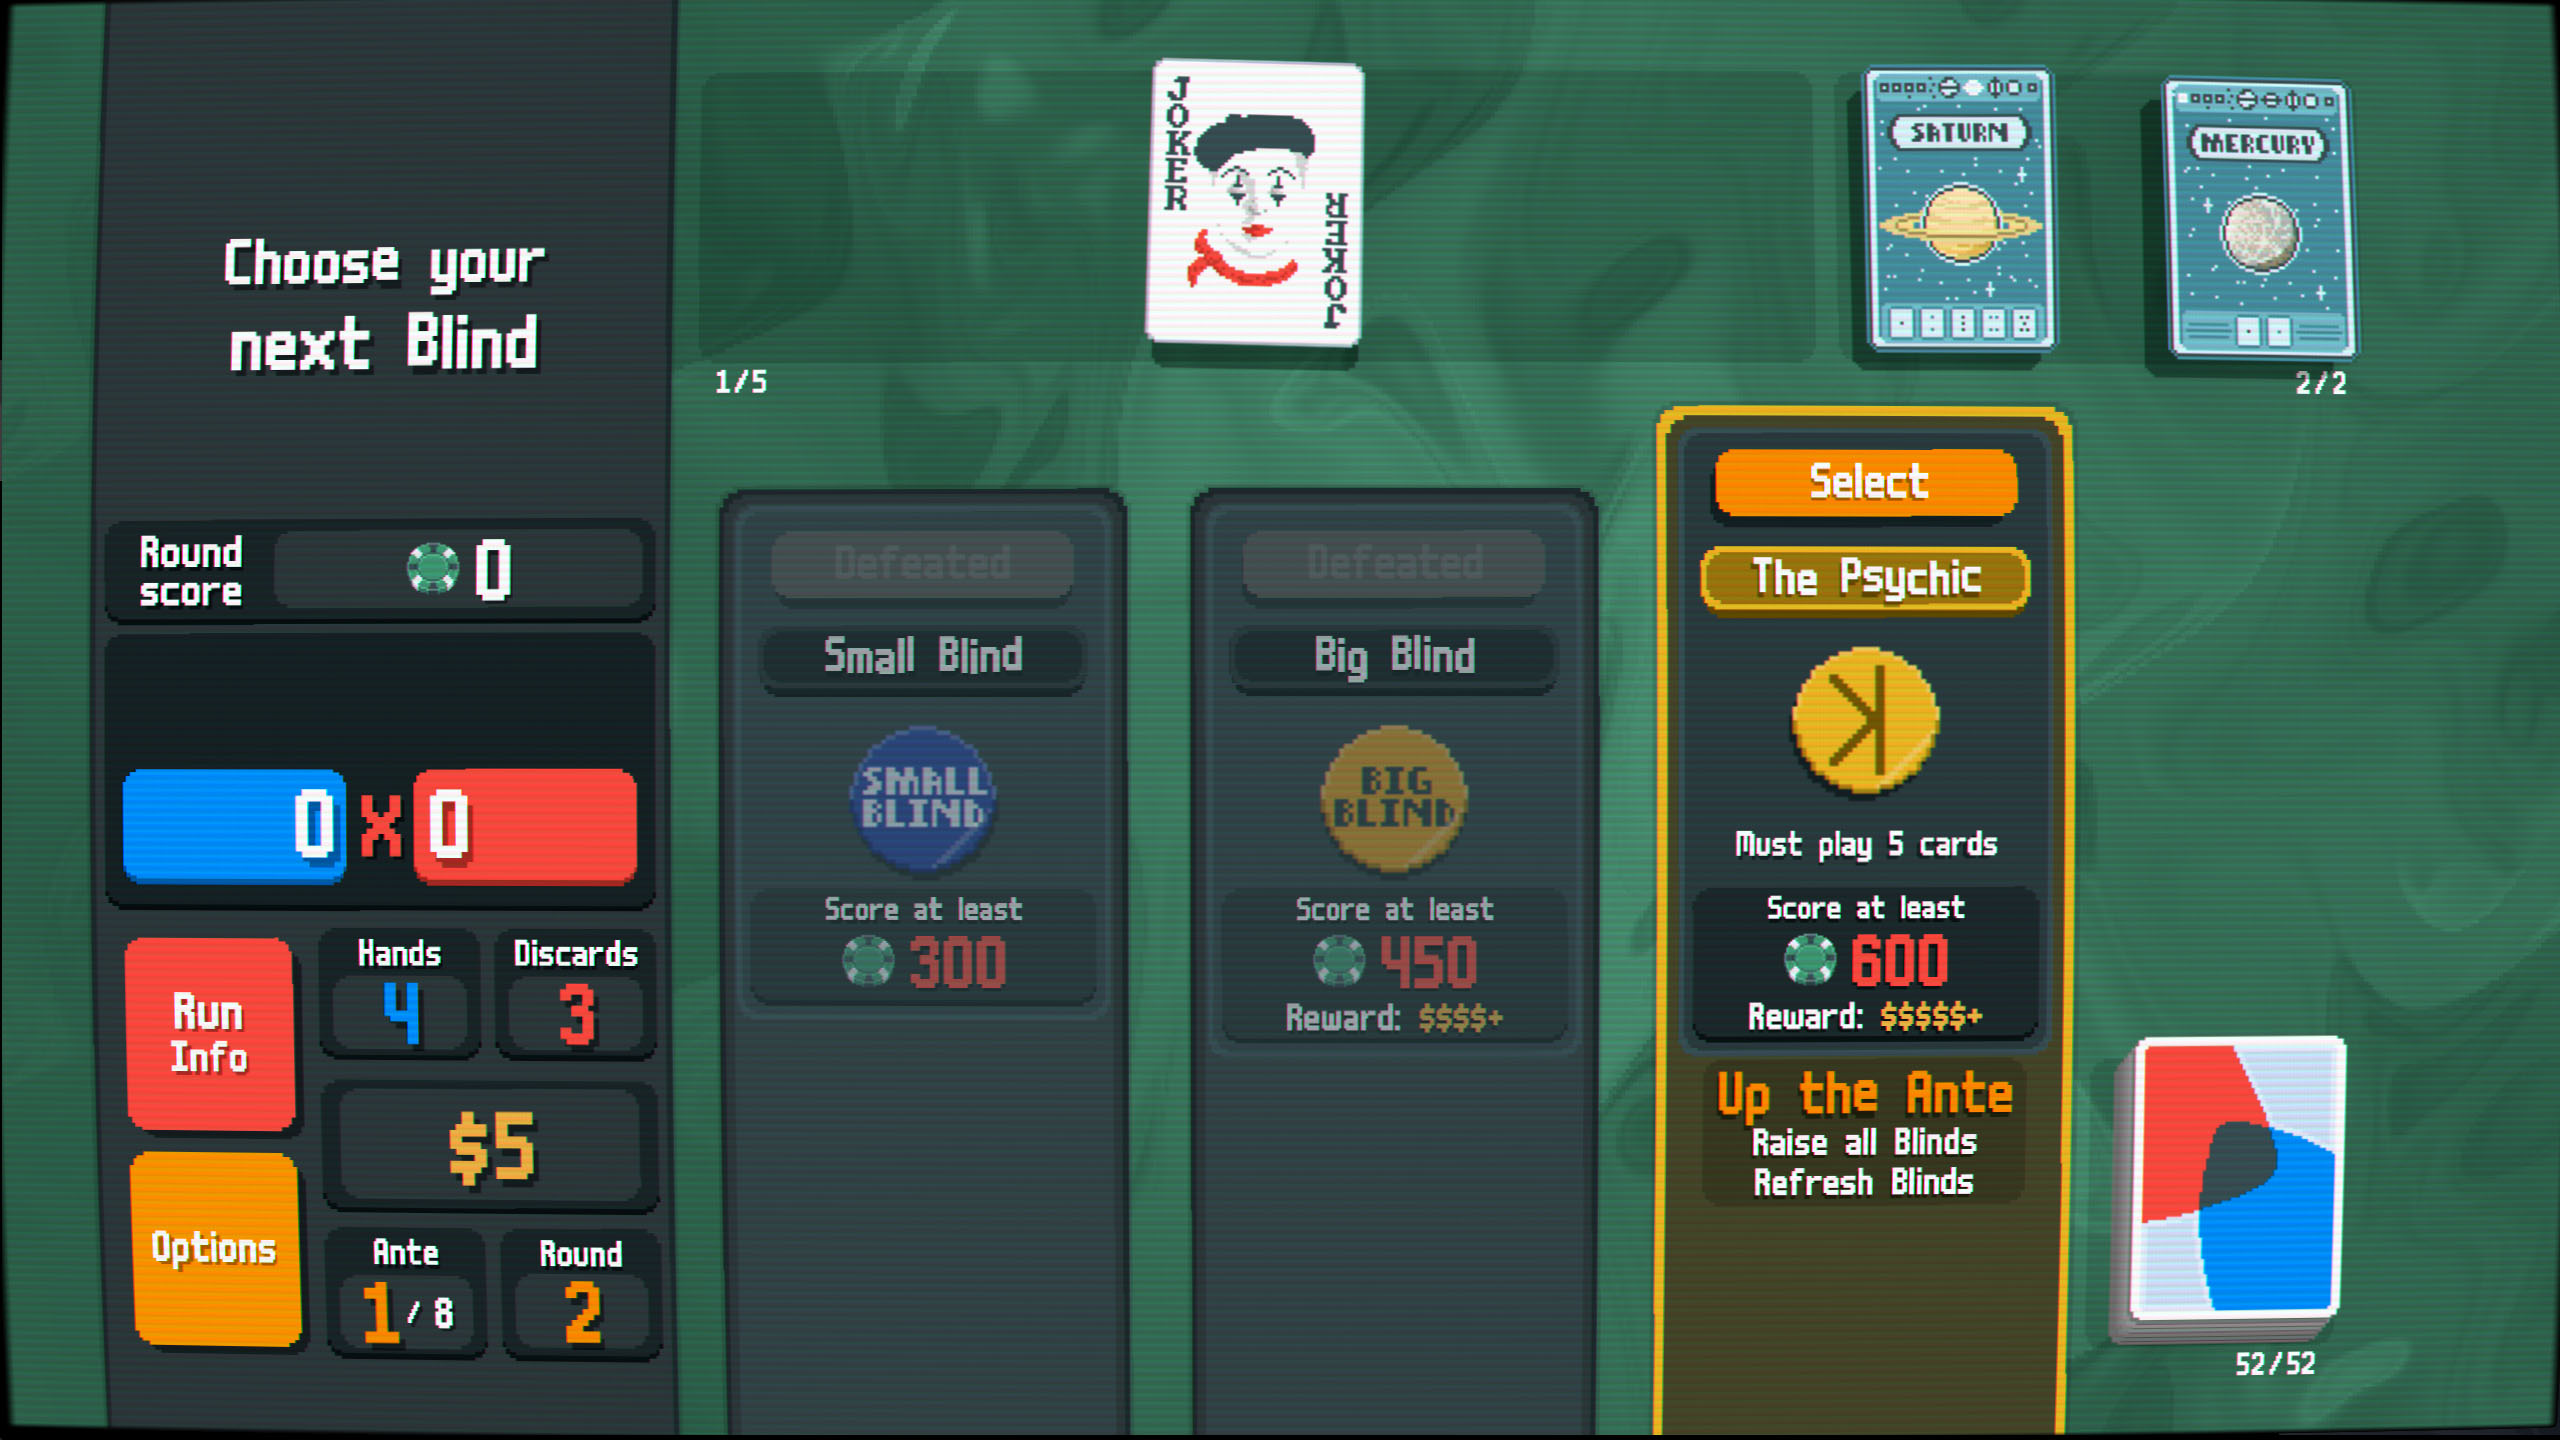 Choose your
next Blind
Round
score
0
0 X 0
Run
Info
Options
Hands
4
Discards
3
$5
Ante
1 / 8
Round
2
JOKER
JOKER
1/5
SATURN
MERCURY
2/2
Defeated
Small Blind
SMALL
BLIND
Score at least
300
Defeated
Big Blind
BIG
BLIND
Score at least
450
Reward: $$$$+
Select
The Psychic
Must play 5 cards
Score at least
600
Reward: $$$$$+
Up the Ante
Raise all Blinds
Refresh Blinds
52/52